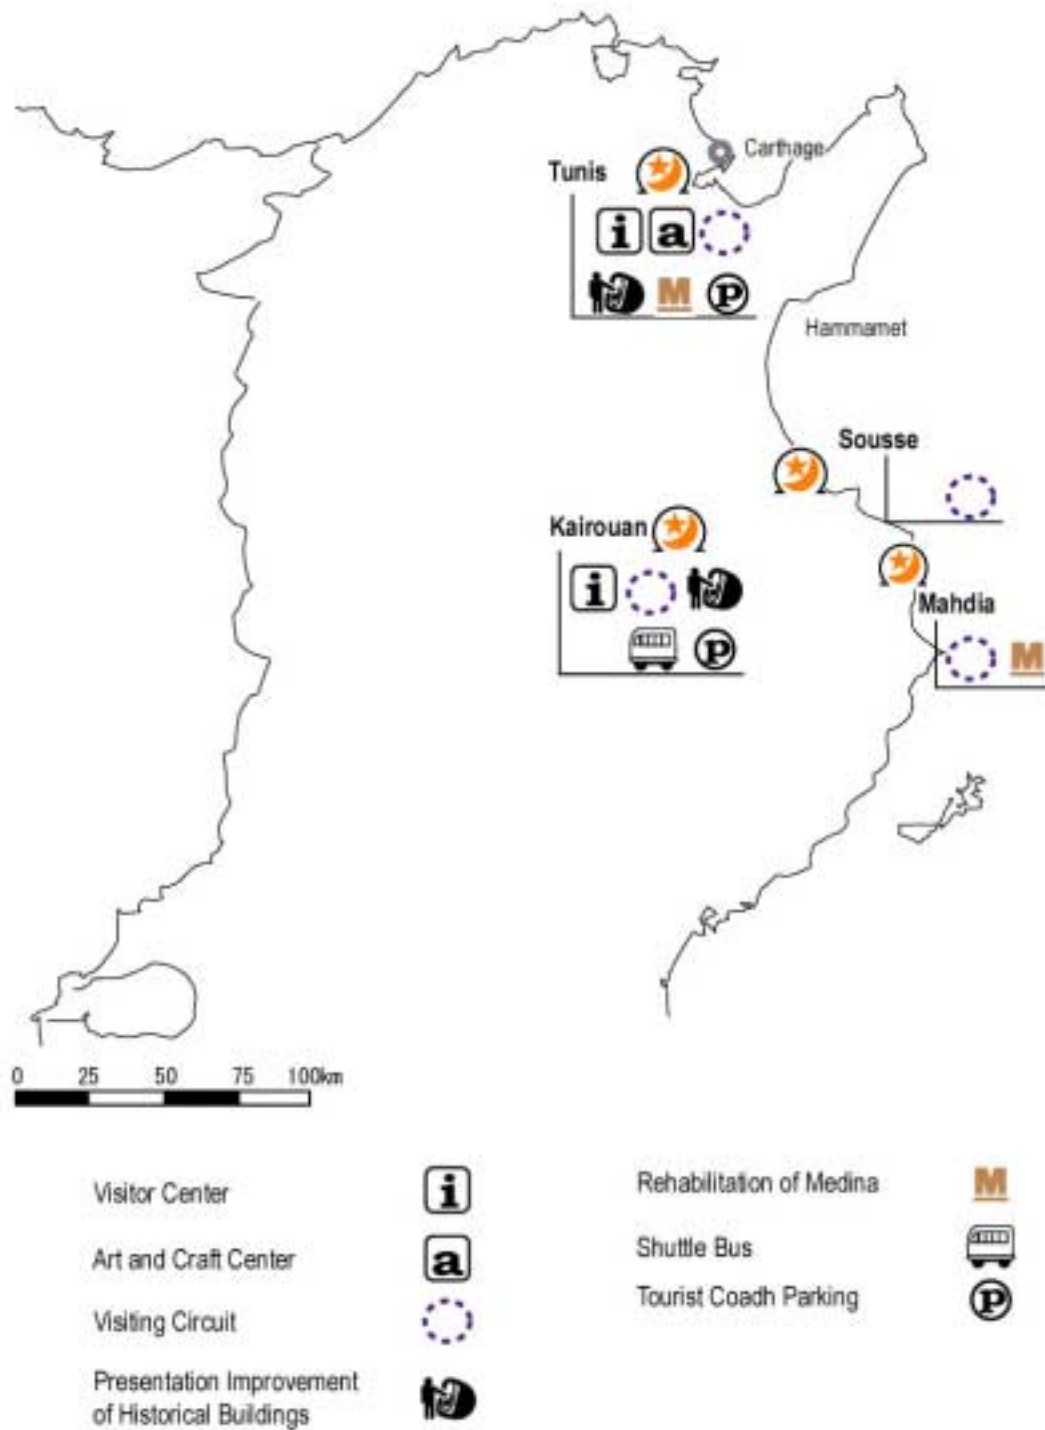 Carthage
Tunis
i a
M P
Hammamet
Sousse
Kairouan
i
P
Mahdia
M
0 25 50 75 100km
Visitor Center i
Art and Craft Center a
Visiting Circuit
Presentation Improvement
of Historical Buildings
Rehabilitation of Medina M
Shuttle Bus
Tourist Coadh Parking P